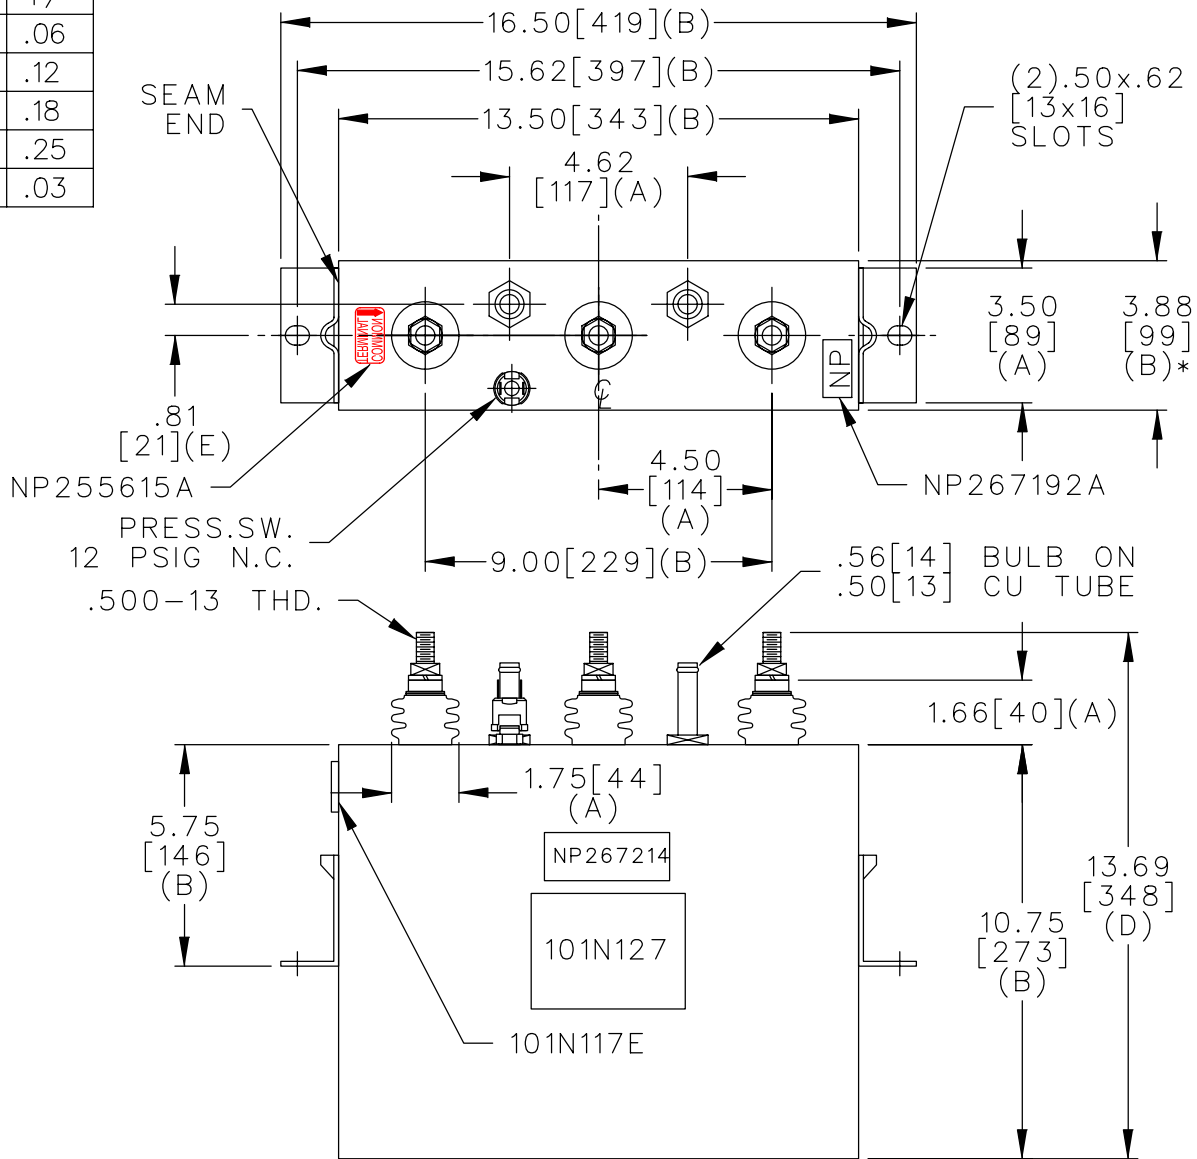 .06
.12
.18
.25
.03
16.50[419](B)
15.62[397](B)
13.50[343](B)
4.62
[117](A)
SEAM
END
(2).50x.62
[13x16]
SLOTS
3.50
[89]
(A)
3.88
[99]
(B)*
COMMON
TERMINAL
NP
CL
.81
[21](E)
NP255615A
4.50
[114]
(A)
NP267192A
PRESS.SW.
12 PSIG N.C.
9.00[229](B)
.500-13 THD.
.56[14] BULB ON
.50[13] CU TUBE
1.66[40](A)
1.75[44]
(A)
5.75
[146]
(B)
NP267214
101N127
13.69
[348]
(D)
10.75
[273]
(B)
101N117E